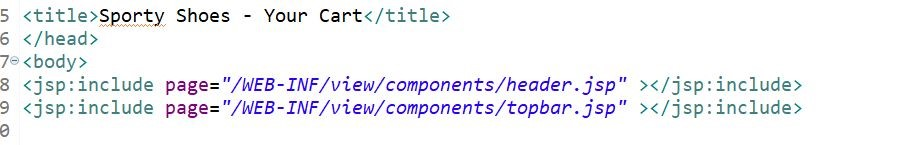 5 <title>Sporty Shoes - Your Cart</title>
6 </head>
7 <body>
8 <jsp:include page="/WEB-INF/view/components/header.jsp" ></jsp:include>
9 <jsp:include page="/WEB-INF/view/components/topbar.jsp" ></jsp:include>
0